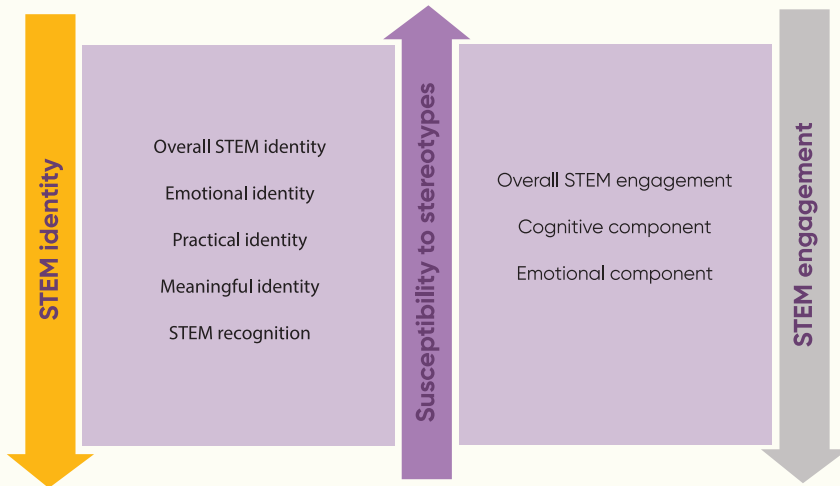 STEM identity
Overall STEM identity
Emotional identity
Practical identity
Meaningful identity
STEM recognition
Susceptibility to stereotypes
Overall STEM engagement
Cognitive component
Emotional component
STEM engagement